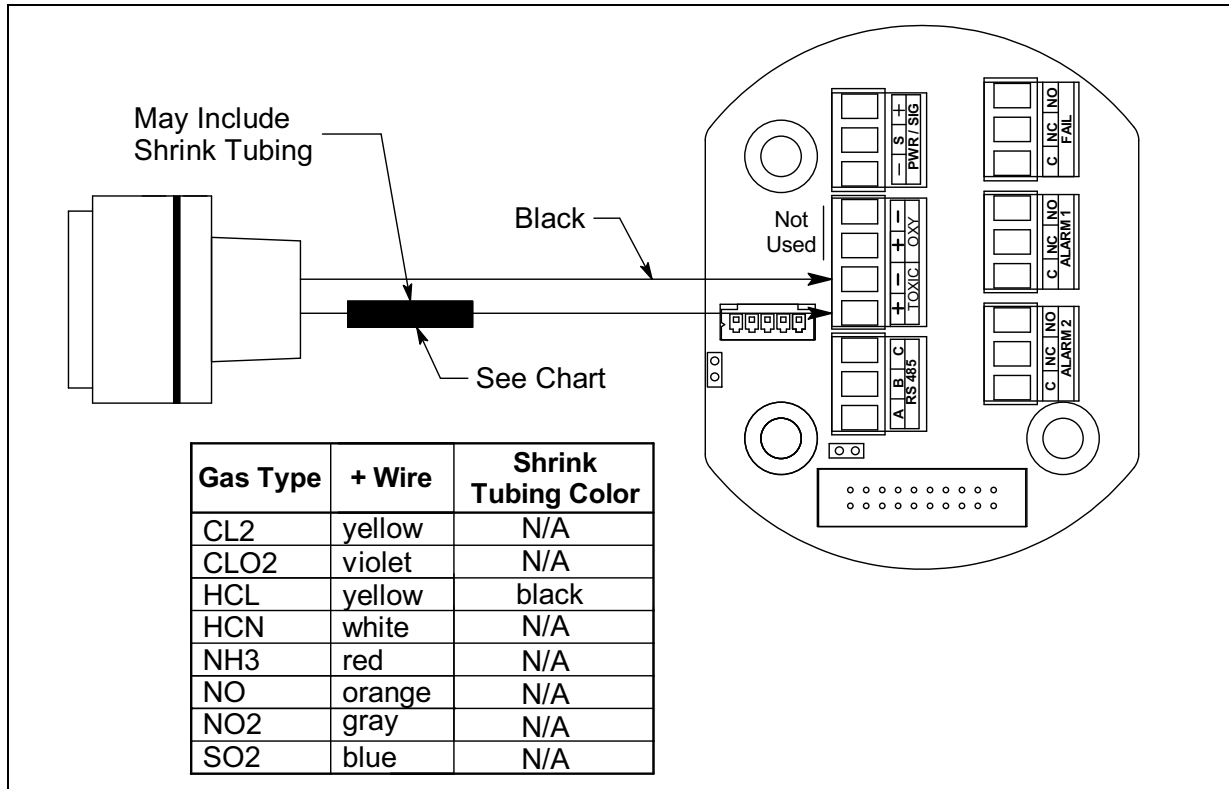 May Include
Shrink Tubing
Black
See Chart
Not
Used
− S +
PWR / SIG
+ − + −
TOXIC OXY
A B C
RS 485
C NC NO
FAIL
C NC NO
ALARM 1
C NC NO
ALARM 2
Gas Type + Wire Shrink Tubing Color
CL2 yellow N/A
CLO2 violet N/A
HCL yellow black
HCN white N/A
NH3 red N/A
NO orange N/A
NO2 gray N/A
SO2 blue N/A